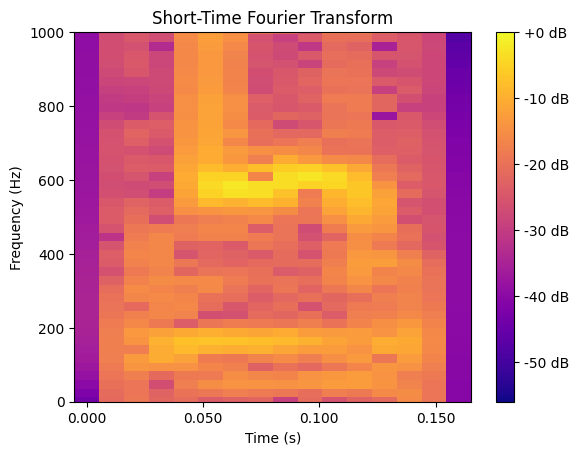 Short-Time Fourier Transform
1000
800
600
400
200
0
Frequency (Hz)
0.000
0.050
0.100
0.150
Time (s)
+0 dB
-10 dB
-20 dB
-30 dB
-40 dB
-50 dB